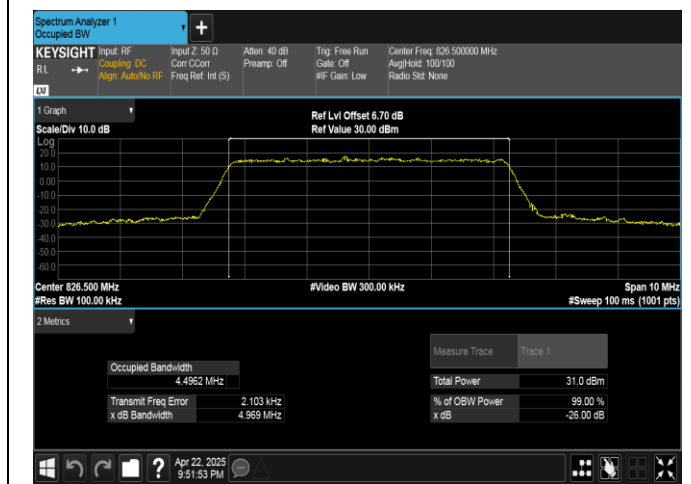 Spectrum Analyzer 1
Occupied BW
+
KEYSIGHT Input: RF Input Z: 50 Ω Atten: 40 dB Trig: Free Run Center Freq: 826.500000 MHz
RL Coupling: DC Corr CCorr Preamp: Off Gate: Off Avg|Hold: 100/100
Align: Auto/No RF Freq Ref: Int (S) #IF Gain: Low Radio Std: None
LXI
1 Graph
Ref Lvl Offset 6.70 dB
Scale/Div 10.0 dB Ref Value 30.00 dBm
Log
20.0
10.0
0.00
-10.0
-20.0
-30.0
-40.0
-50.0
-60.0
Center 826.500 MHz #Video BW 300.00 kHz Span 10 MHz
#Res BW 100.00 kHz #Sweep 100 ms (1001 pts)
2 Metrics
Measure Trace Trace 1
Occupied Bandwidth
4.4962 MHz Total Power 31.0 dBm
Transmit Freq Error 2.103 kHz % of OBW Power 99.00 %
x dB Bandwidth 4.969 MHz x dB -26.00 dB
? Apr 22, 2025
9:51:53 PM